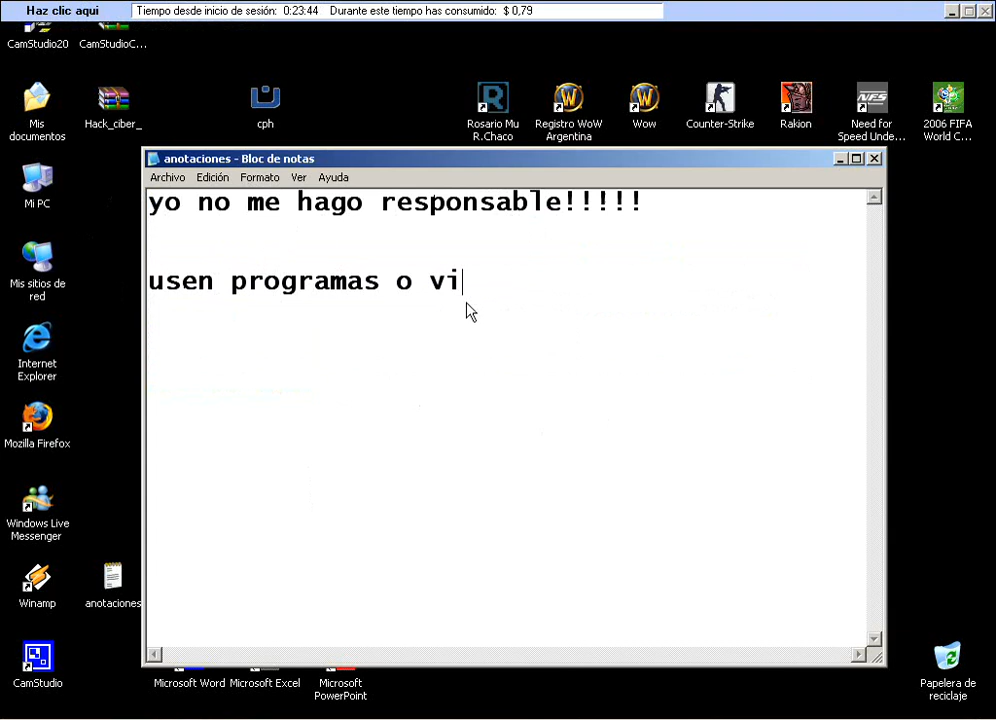 Haz clic aqui
Tiempo desde inicio de sesión: 0:23:44 Durante este tiempo has consumido: $ 0,79
CamStudio20
CamStudioC...
Mis documentos
Hack_ciber_
cph
Rosario Mu R.Chaco
Registro WoW Argentina
Wow
Counter-Strike
Rakion
Need for Speed Unde...
2006 FIFA World C...
anotaciones - Bloc de notas
Archivo Edición Formato Ver Ayuda
yo no me hago responsable!!!!!
usen programas o vi
Mi PC
Mis sitios de red
Internet Explorer
Mozilla Firefox
Windows Live Messenger
Winamp
anotaciones
CamStudio
Microsoft Word
Microsoft Excel
Microsoft PowerPoint
Papelera de reciclaje